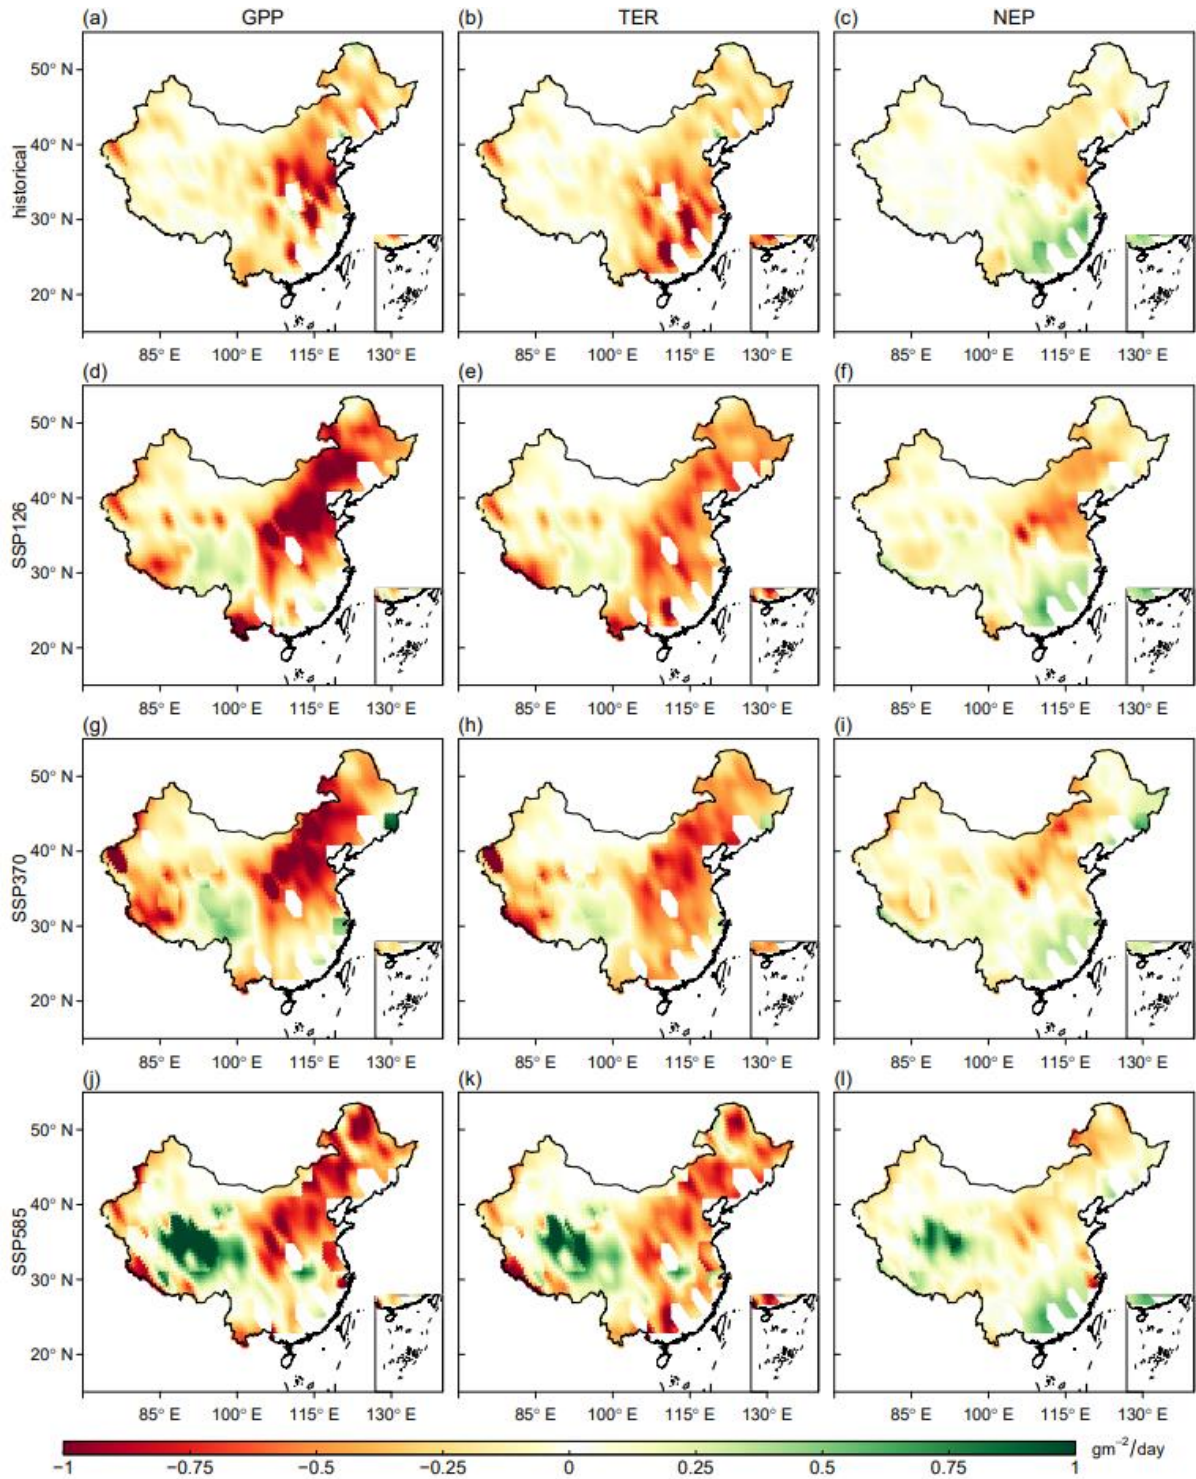 (a) GPP (b) TER (c) NEP
historical
50° N
40° N
30° N
20° N
85° E 100° E 115° E 130° E 85° E 100° E 115° E 130° E 85° E 100° E 115° E 130° E
(d) (e) (f)
SSP126
50° N
40° N
30° N
20° N
85° E 100° E 115° E 130° E 85° E 100° E 115° E 130° E 85° E 100° E 115° E 130° E
(g) (h) (i)
SSP370
50° N
40° N
30° N
20° N
85° E 100° E 115° E 130° E 85° E 100° E 115° E 130° E 85° E 100° E 115° E 130° E
(j) (k) (l)
SSP585
50° N
40° N
30° N
20° N
85° E 100° E 115° E 130° E 85° E 100° E 115° E 130° E 85° E 100° E 115° E 130° E
gm⁻²/day
−1 −0.75 −0.5 −0.25 0 0.25 0.5 0.75 1